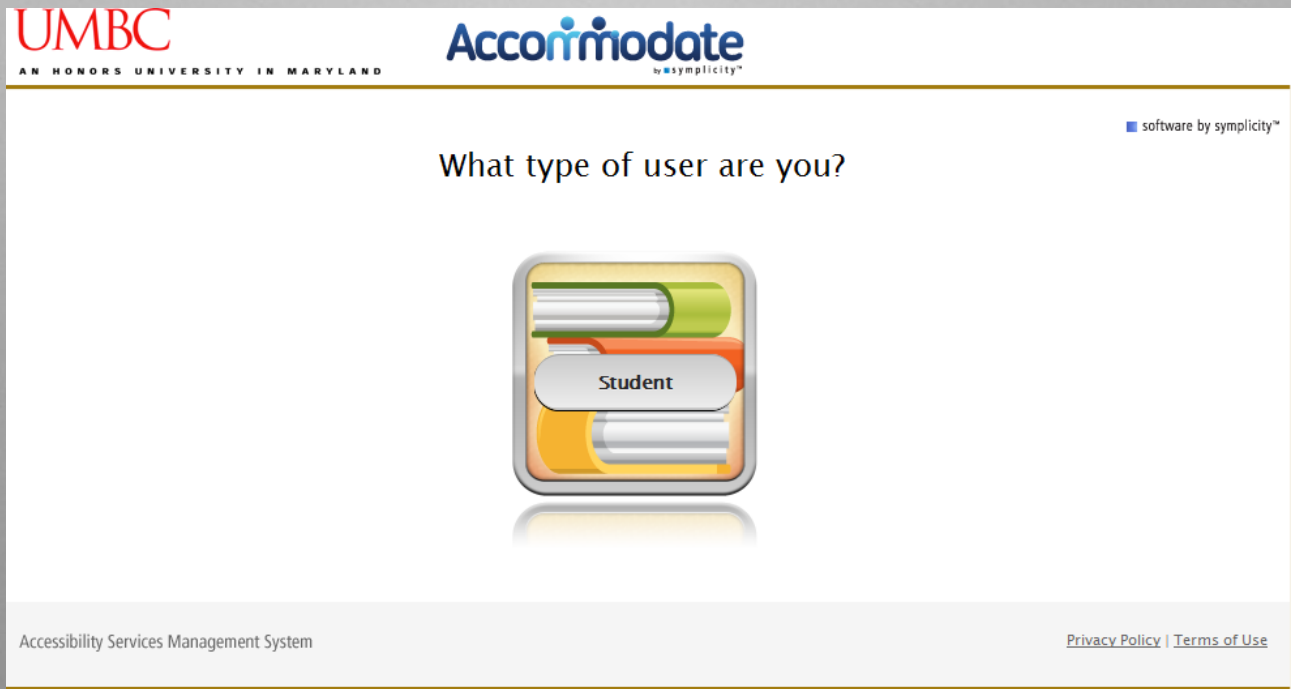 UMBC
AN HONORS UNIVERSITY IN MARYLAND
Accommodate
by symplicity™
software by symplicity™
What type of user are you?
Student
Accessibility Services Management System
Privacy Policy | Terms of Use